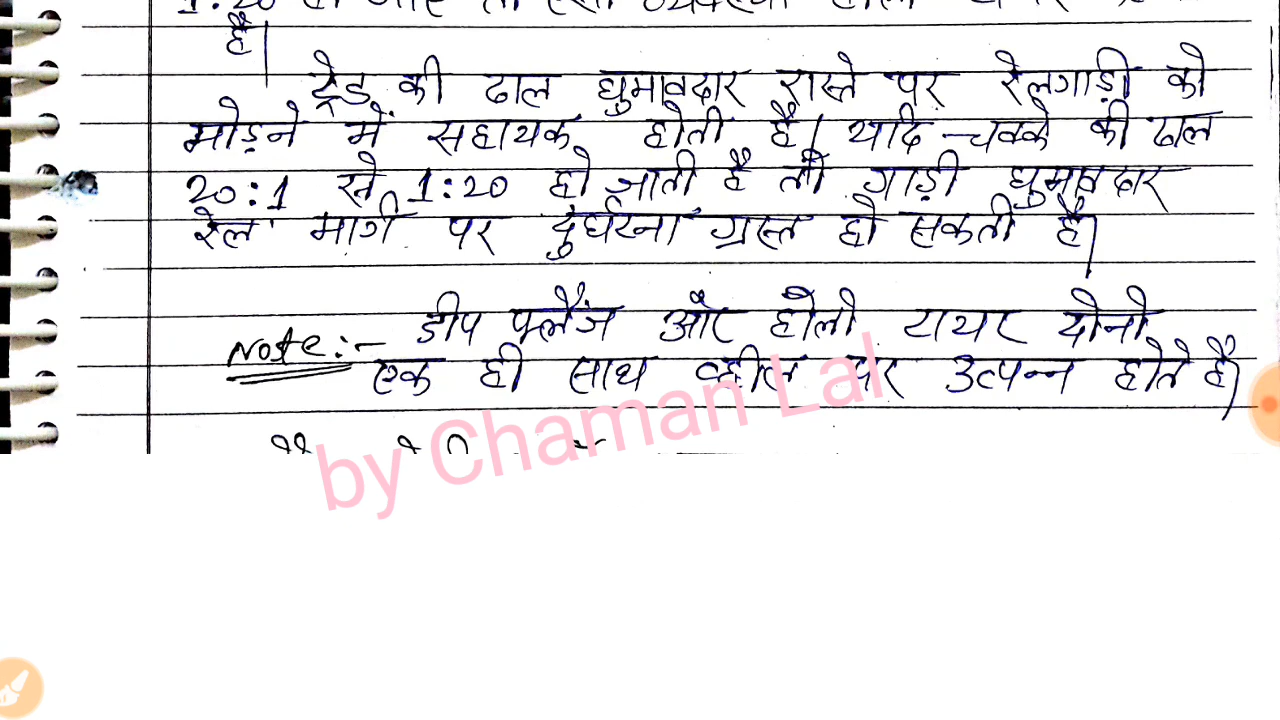 है।
ट्रेड की ढाल घुमावदार रास्ते पर रेलगाड़ी को
मोड़ने में सहायक होती है। यदि चक्के की ढाल
20:1 से 1:20 हो जाती है तो गाड़ी घुमावदार
रेल मार्ग पर दुर्घटना ग्रस्त हो सकती है।
Note:- डीप फ्लैंज और होलो टायर दोनो
एक ही साथ व्हील पर उत्पन्न होते है।
by Chaman Lal